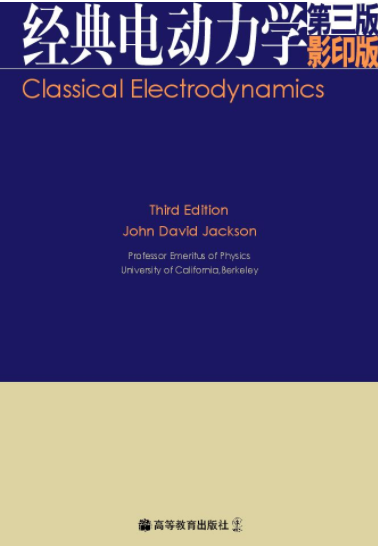 经典电动力学第三版
影印版
Classical Electrodynamics
Third Edition
John David Jackson
Professor Emeritus of Physics
University of California,Berkeley
高等教育出版社